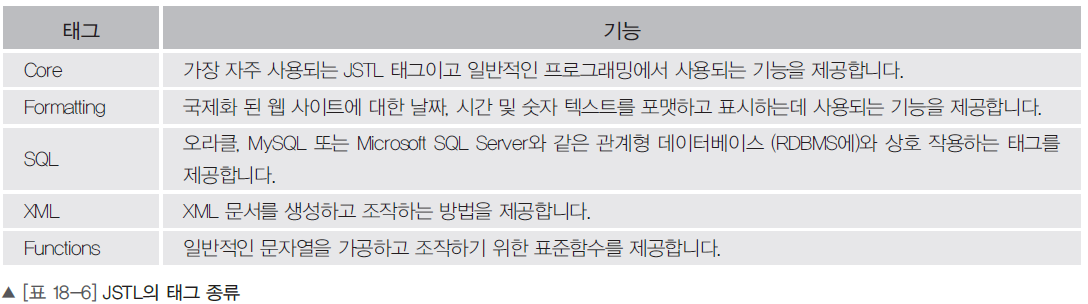 태그 기능
Core 가장 자주 사용되는 JSTL 태그이고 일반적인 프로그래밍에서 사용되는 기능을 제공합니다.
Formatting 국제화 된 웹 사이트에 대한 날짜, 시간 및 숫자 텍스트를 포맷하고 표시하는데 사용되는 기능을 제공합니다.
SQL 오라클, MySQL 또는 Microsoft SQL Server와 같은 관계형 데이터베이스 (RDBMS에)와 상호 작용하는 태그를
제공합니다.
XML XML 문서를 생성하고 조작하는 방법을 제공합니다.
Functions 일반적인 문자열을 가공하고 조작하기 위한 표준함수를 제공합니다.
▲ [표 18-6] JSTL의 태그 종류